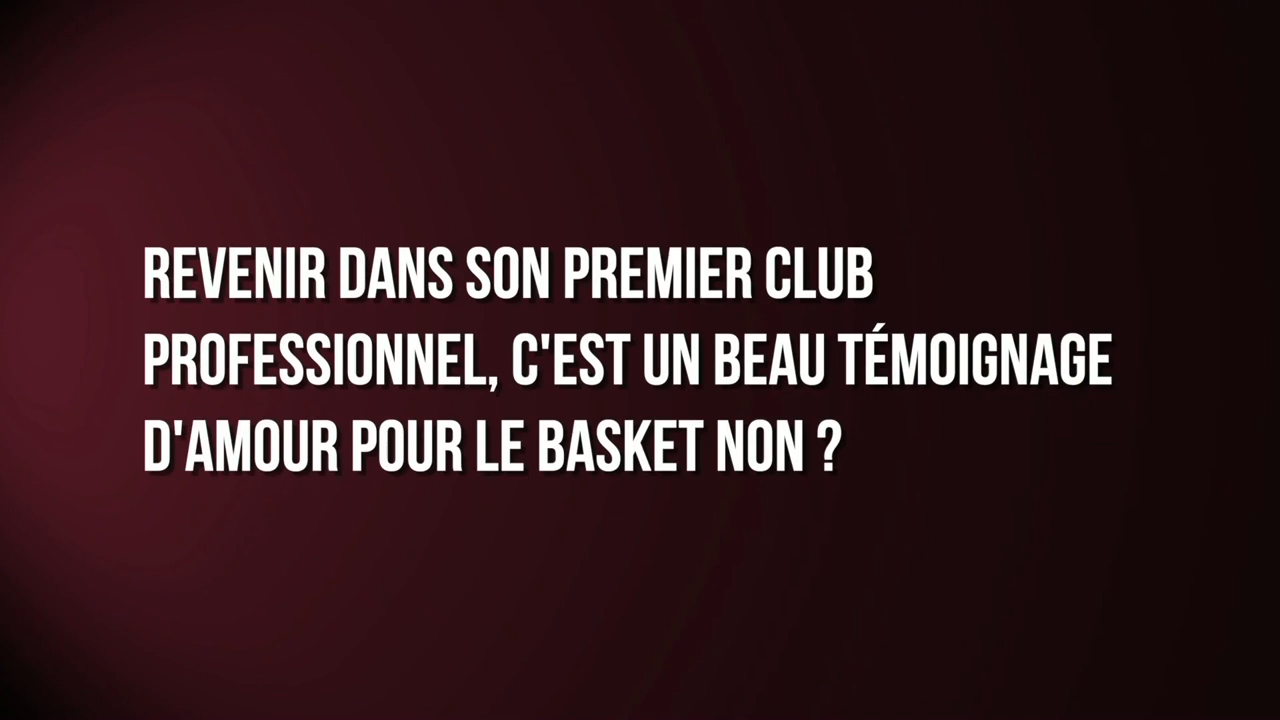 REVENIR DANS SON PREMIER CLUB
PROFESSIONNEL, C'EST UN BEAU TÉMOIGNAGE
D'AMOUR POUR LE BASKET NON ?